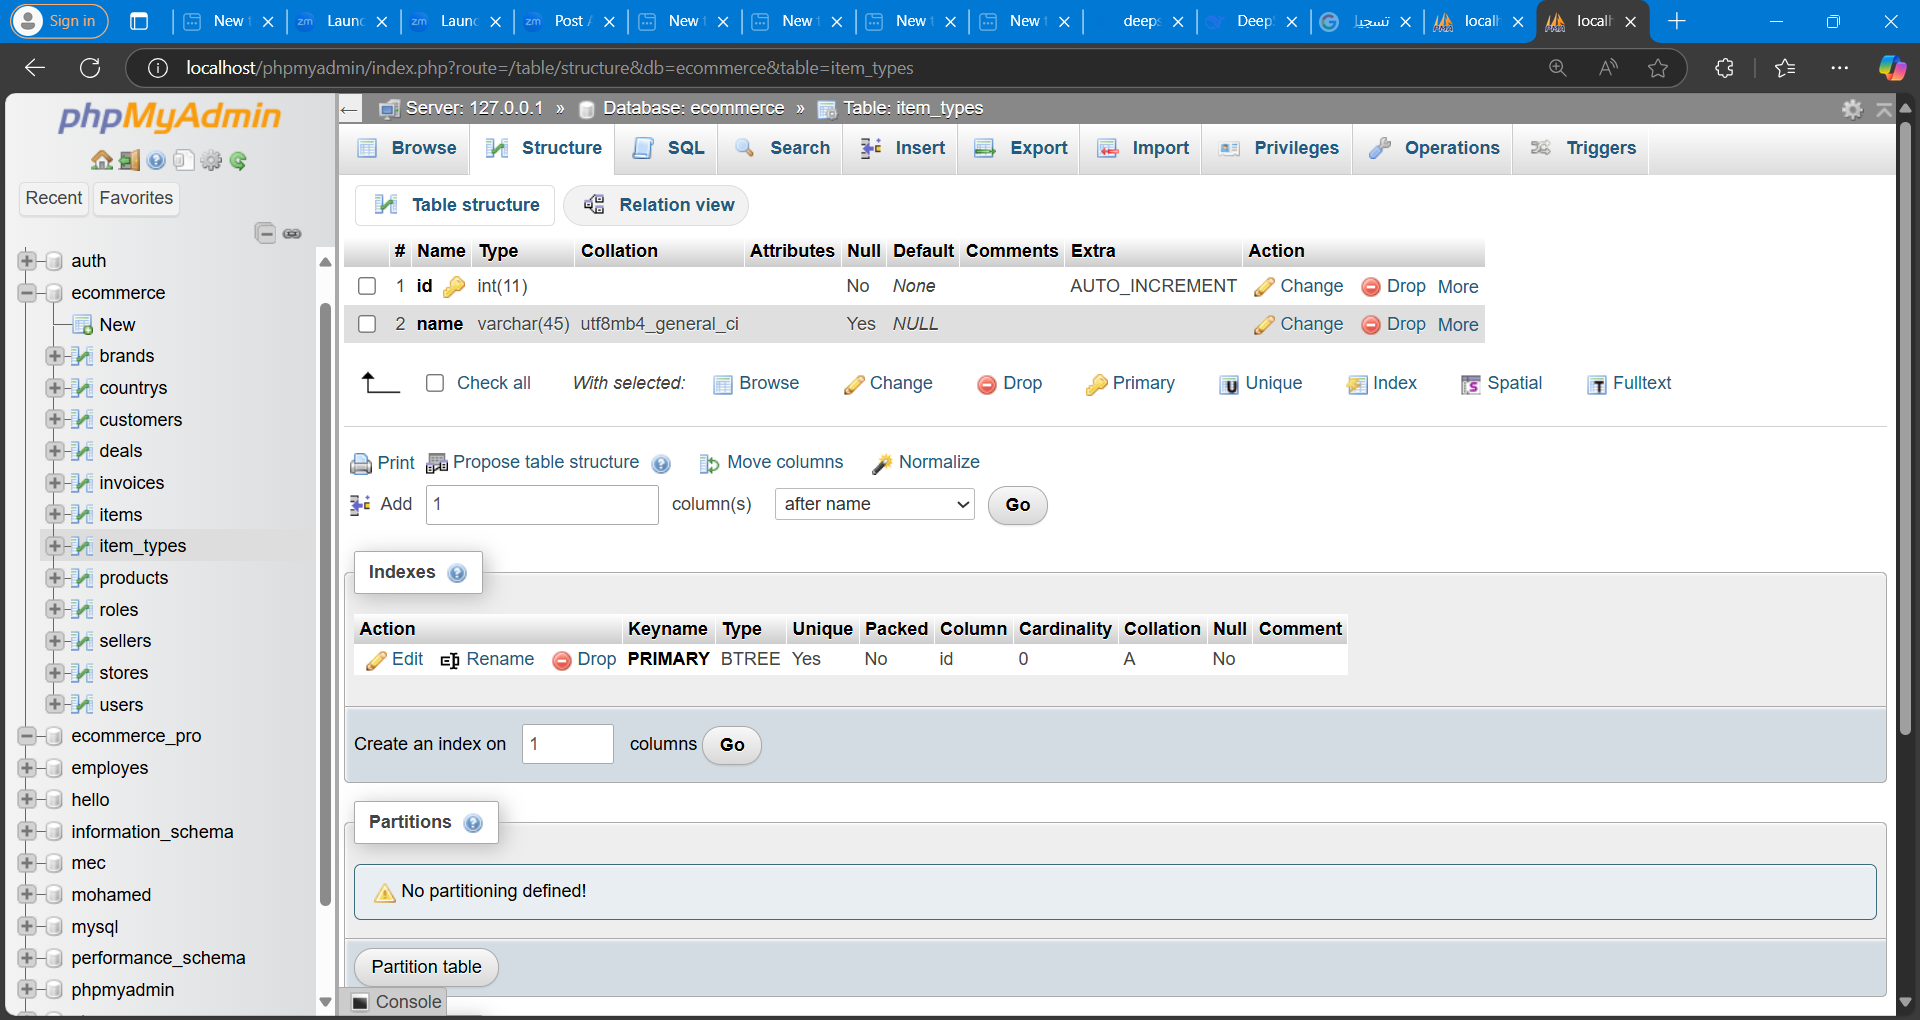 Sign in
New t
Laun
Laun
Post A
New t
New t
New t
New t
deeps
Deep
تسجيل
localh
localh
localhost/phpmyadmin/index.php?route=/table/structure&db=ecommerce&table=item_types
phpMyAdmin
Recent
Favorites
auth
ecommerce
New
brands
countrys
customers
deals
invoices
items
item_types
products
roles
sellers
stores
users
ecommerce_pro
employes
hello
information_schema
mec
mohamed
mysql
performance_schema
phpmyadmin
Server: 127.0.0.1 » Database: ecommerce » Table: item_types
Browse Structure SQL Search Insert Export Import Privileges Operations Triggers
Table structure Relation view
# Name Type Collation Attributes Null Default Comments Extra Action
1 id int(11) No None AUTO_INCREMENT Change Drop More
2 name varchar(45) utf8mb4_general_ci Yes NULL Change Drop More
Check all With selected: Browse Change Drop Primary Unique Index Spatial Fulltext
Print Propose table structure Move columns Normalize
Add 1 column(s) after name Go
Indexes
Action Keyname Type Unique Packed Column Cardinality Collation Null Comment
Edit Rename Drop PRIMARY BTREE Yes No id 0 A No
Create an index on 1 columns Go
Partitions
No partitioning defined!
Partition table
Console